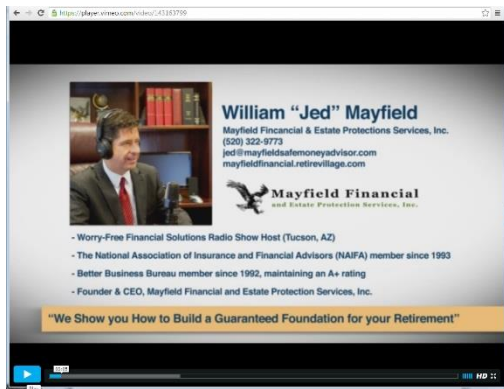 https://player.vimeo.com/video/143163799
William "Jed" Mayfield
Mayfield Fincancial & Estate Protections Services, Inc.
(520) 322-9773
jed@mayfieldsafemoneyadvisor.com
mayfieldfinancial.retirevillage.com
Mayfield Financial
and Estate Protection Services, Inc.
- Worry-Free Financial Solutions Radio Show Host (Tucson, AZ)
- The National Association of Insurance and Financial Advisors (NAIFA) member since 1993
- Better Business Bureau member since 1992, maintaining an A+ rating
- Founder & CEO, Mayfield Financial and Estate Protection Services, Inc.
"We Show you How to Build a Guaranteed Foundation for your Retirement"
HD